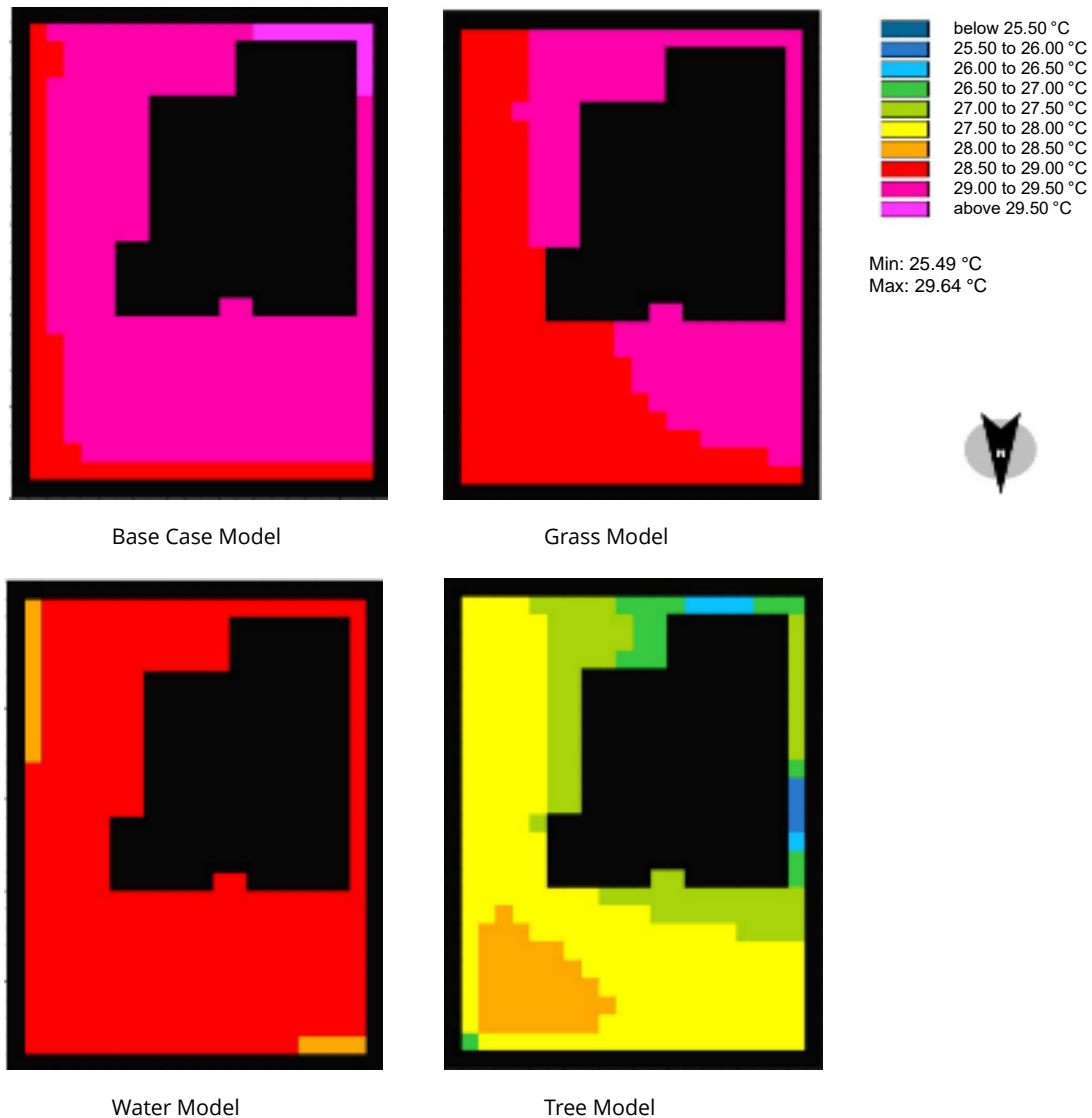 below 25.50 °C
25.50 to 26.00 °C
26.00 to 26.50 °C
26.50 to 27.00 °C
27.00 to 27.50 °C
27.50 to 28.00 °C
28.00 to 28.50 °C
28.50 to 29.00 °C
29.00 to 29.50 °C
above 29.50 °C
Min: 25.49 °C
Max: 29.64 °C
Base Case Model
Grass Model
Water Model
Tree Model